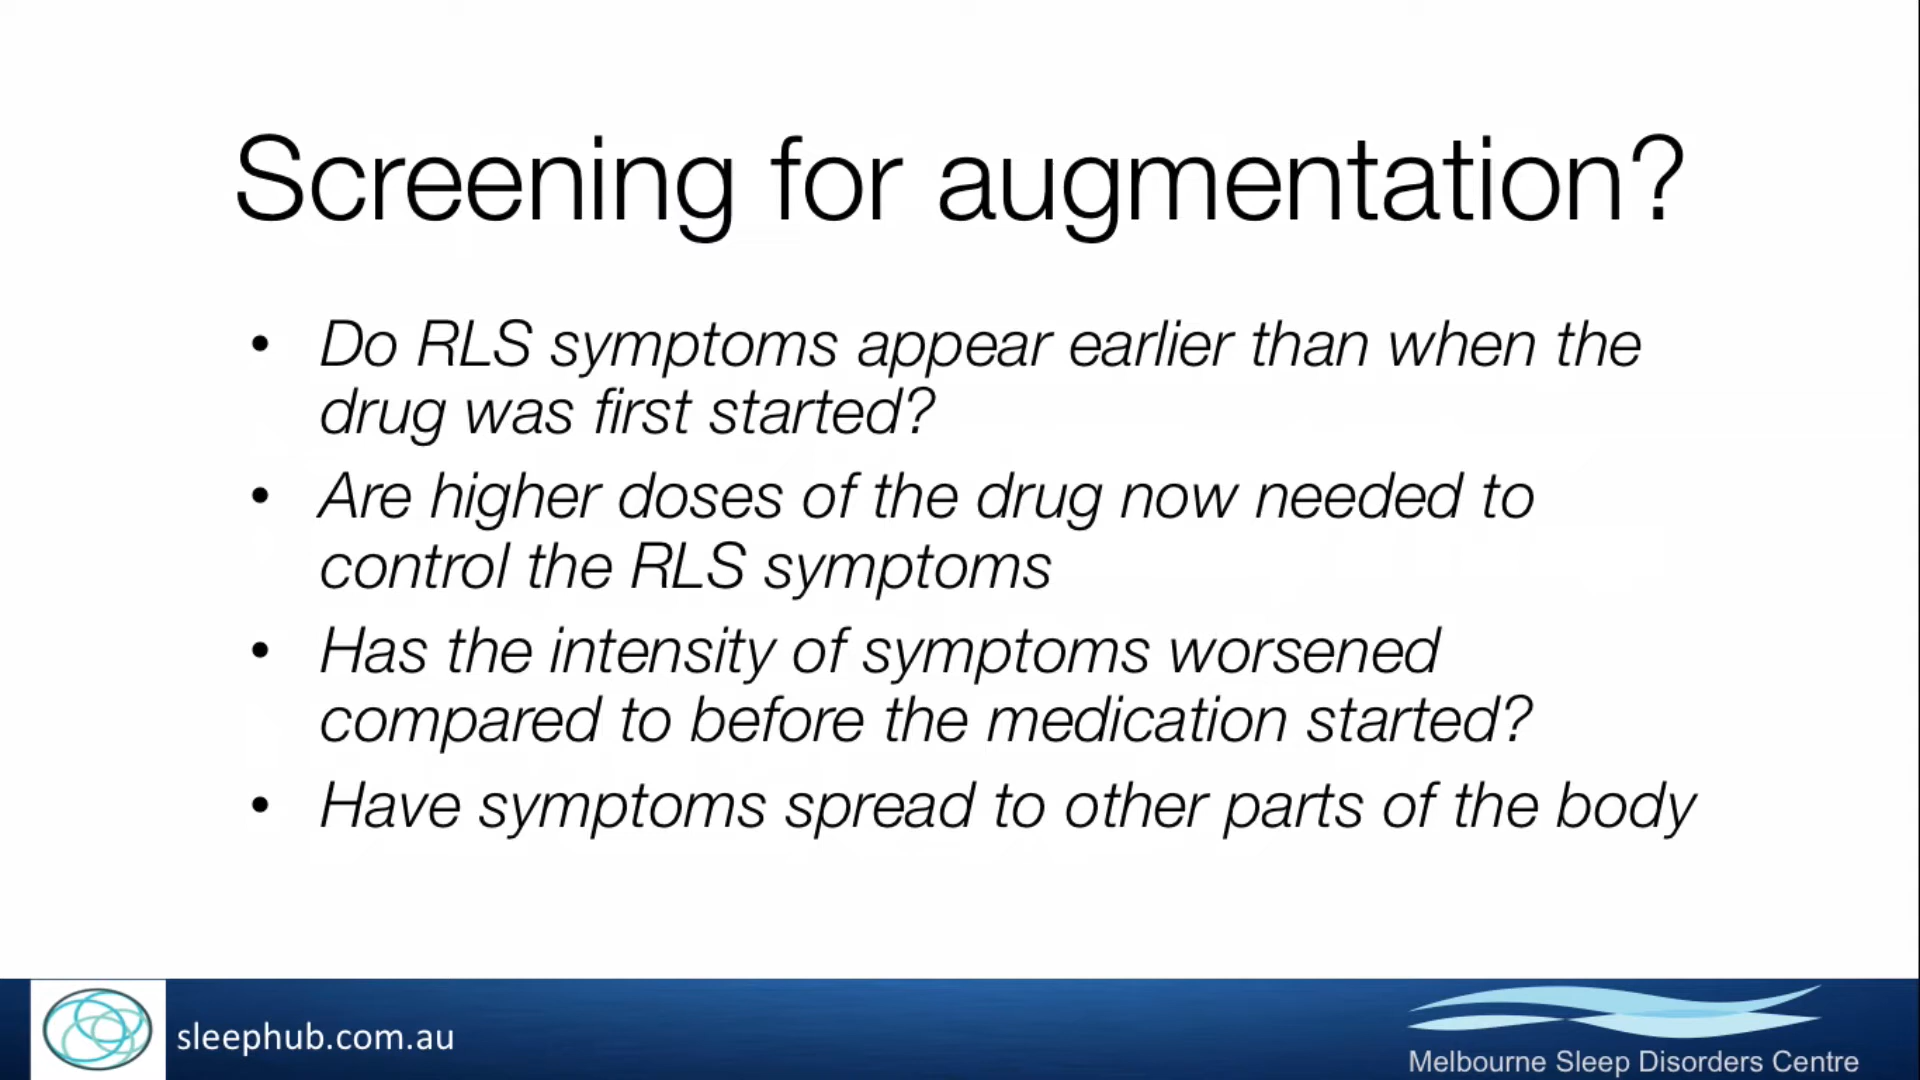 Screening for augmentation?
• Do RLS symptoms appear earlier than when the
drug was first started?
• Are higher doses of the drug now needed to
control the RLS symptoms
• Has the intensity of symptoms worsened
compared to before the medication started?
• Have symptoms spread to other parts of the body
sleephub.com.au
Melbourne Sleep Disorders Centre